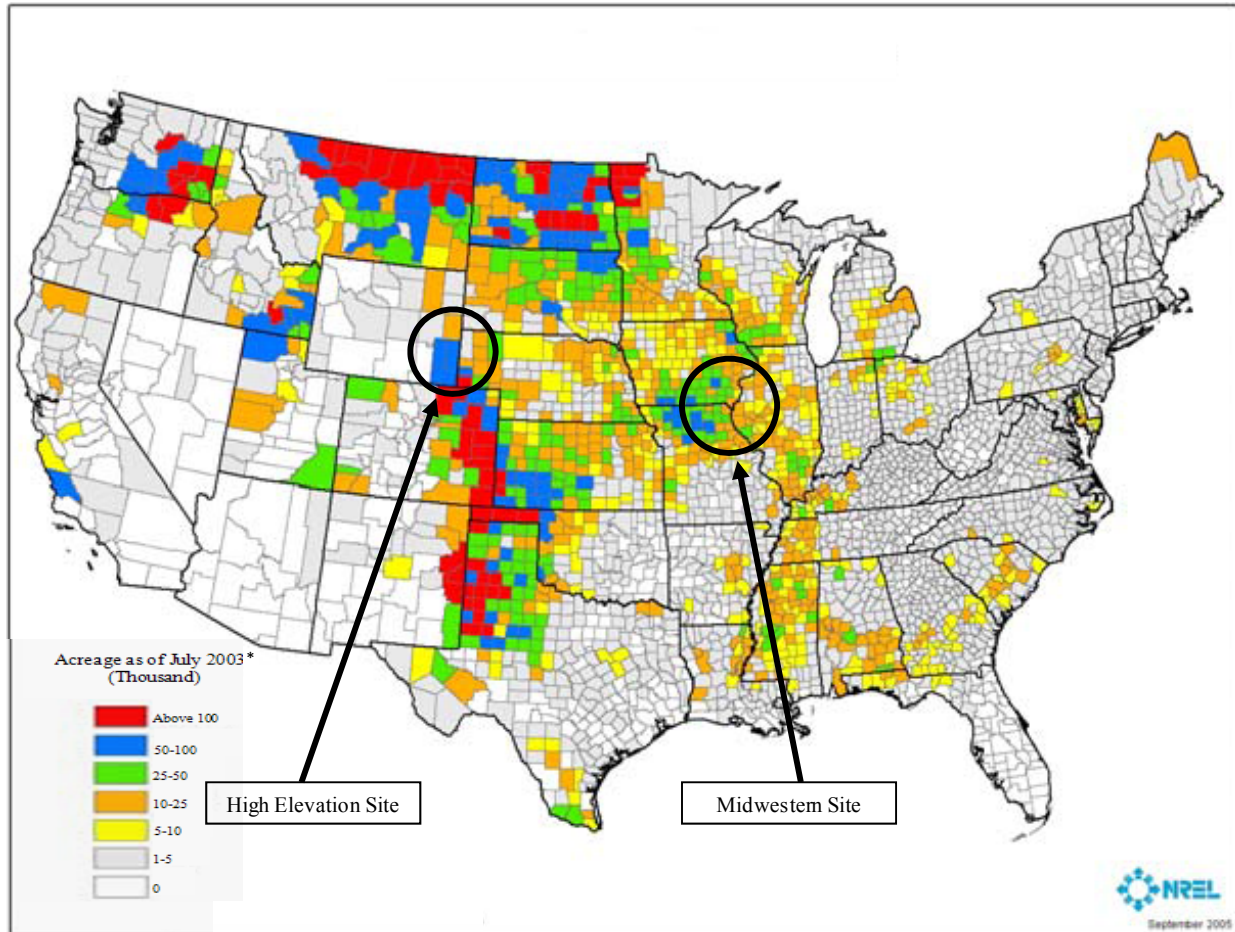 Acreage as of July 2003*
(Thousand)
Above 100
50-100
25-50
10-25
5-10
1-5
0
High Elevation Site
Midwestern Site
NREL
September 2005